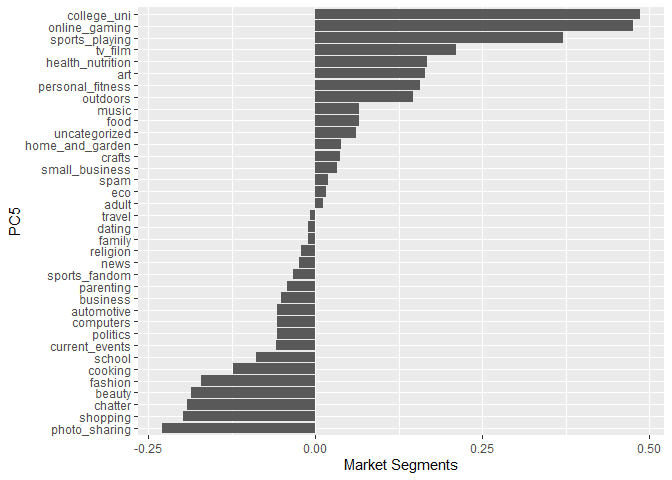 college_uni
online_gaming
sports_playing
tv_film
health_nutrition
art
personal_fitness
outdoors
music
food
uncategorized
home_and_garden
crafts
small_business
spam
eco
adult
travel
dating
family
religion
news
sports_fandom
parenting
business
automotive
computers
politics
current_events
school
cooking
fashion
beauty
chatter
shopping
photo_sharing
PC5
-0.25 0.00 0.25 0.50
Market Segments